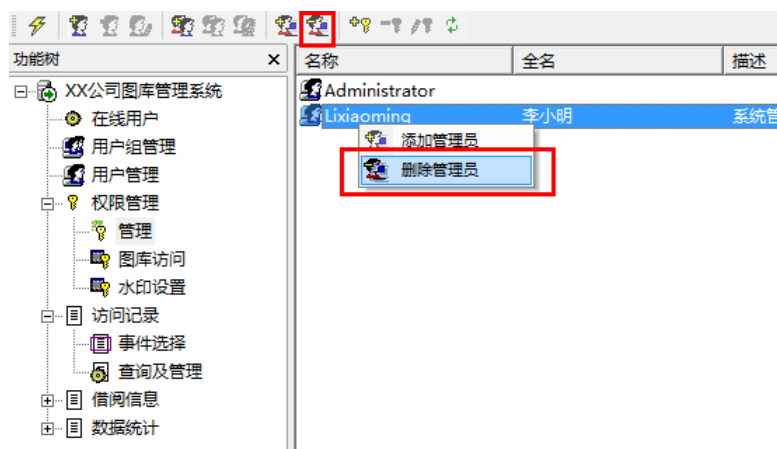 功能树 x 名称 全名 描述
XX公司图库管理系统
Administrator
在线用户
Lixiaoming 李小明 系统管
用户组管理
添加管理员
用户管理
删除管理员
权限管理
管理
图库访问
水印设置
访问记录
事件选择
查询及管理
借阅信息
数据统计